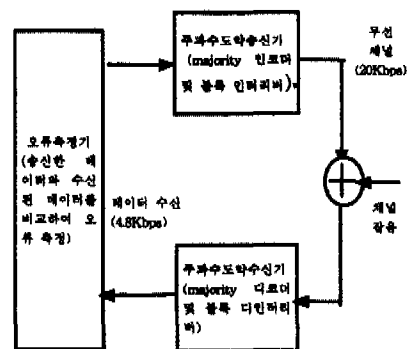 주파수도약송신기
(majority 인코더
및 블록 인터리버)
무선
채널
(20Kbps)
오류측정기
(송신한 데
이터와 수신
된 데이터를
비교하여 오
류 측정)
데이터 수신
(4.8Kbps)
채널
잡음
주파수도약수신기
(majority 디코더
및 블록 디인터리
버)